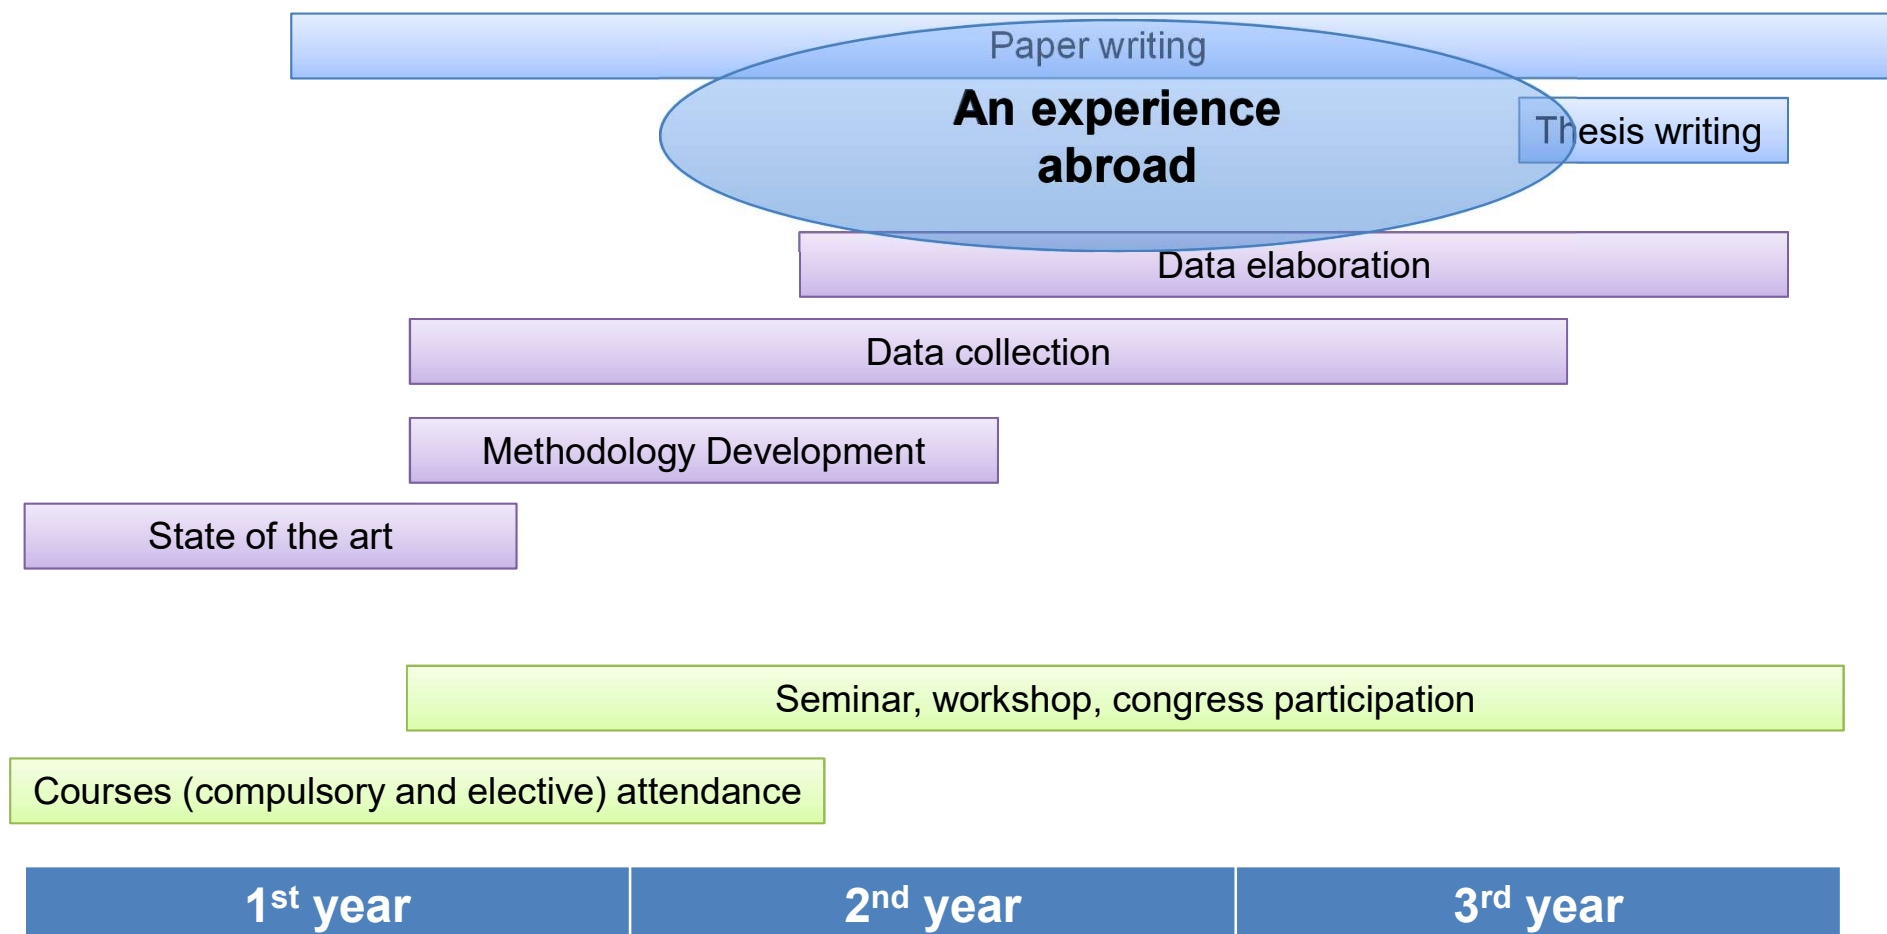 Paper writing
An experience
abroad
Thesis writing
Data elaboration
Data collection
Methodology Development
State of the art
Seminar, workshop, congress participation
Courses (compulsory and elective) attendance
1st year
2nd year
3rd year